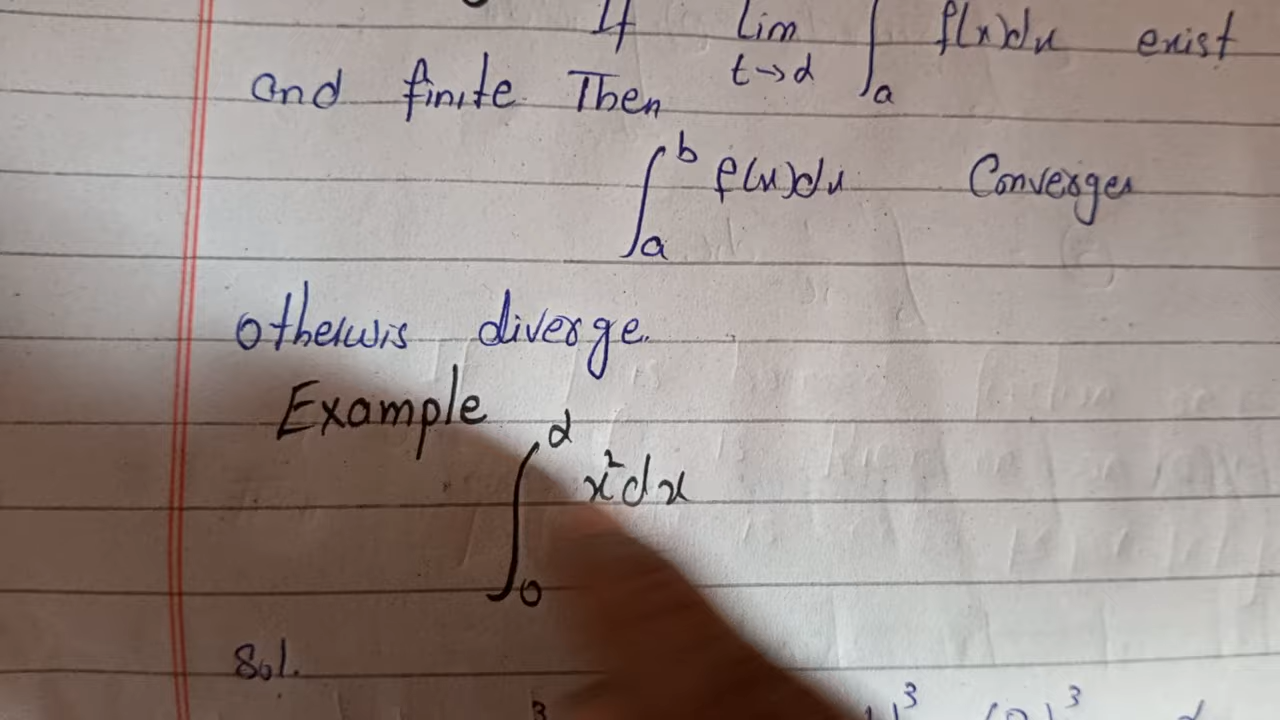 If lim t→α ∫a f(x)dx exist
and finite Then
∫a^b f(x)dx Converges
otherwis diverge.
Example
∫0^α x²dx
Sol.